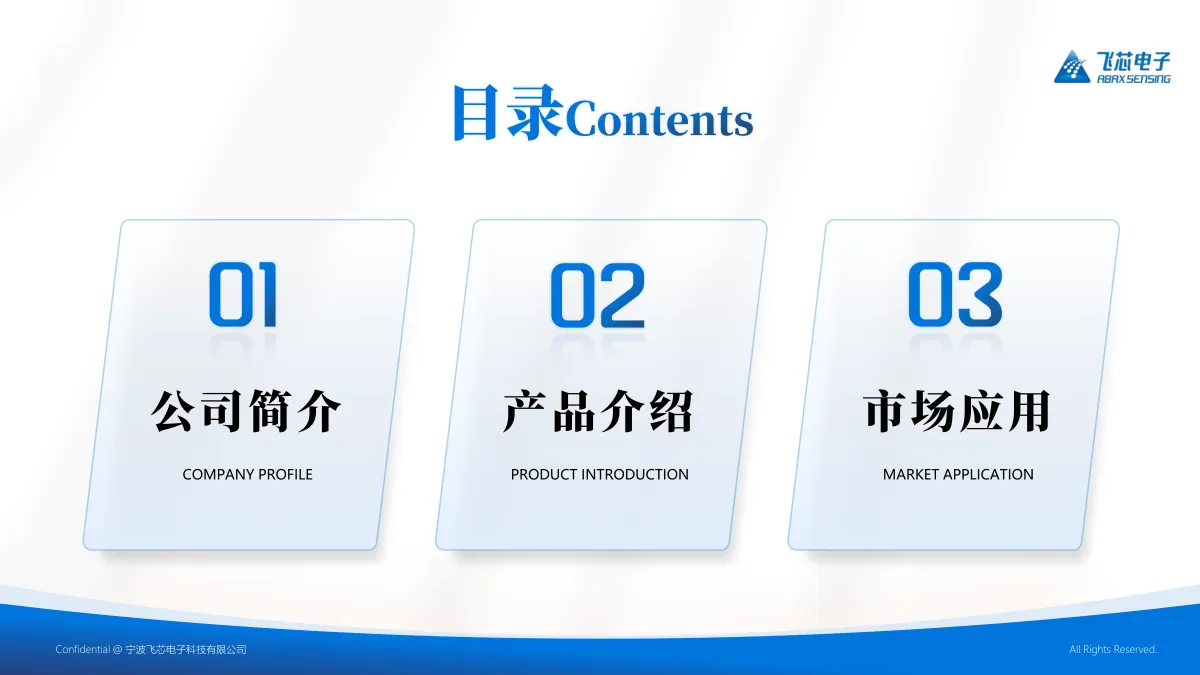 飞芯电子
ABAX SENSING
目录Contents
01
公司简介
COMPANY PROFILE
02
产品介绍
PRODUCT INTRODUCTION
03
市场应用
MARKET APPLICATION
Confidential @ 宁波飞芯电子科技有限公司
All Rights Reserved.